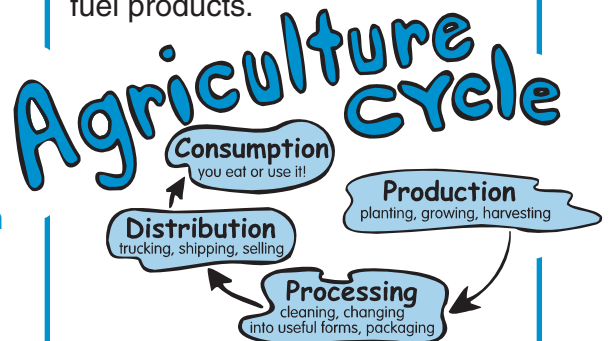 fuel products.
Agriculture
cycle
Consumption
you eat or use it!
Production
planting, growing, harvesting
Distribution
trucking, shipping, selling
Processing
cleaning, changing
into useful forms, packaging